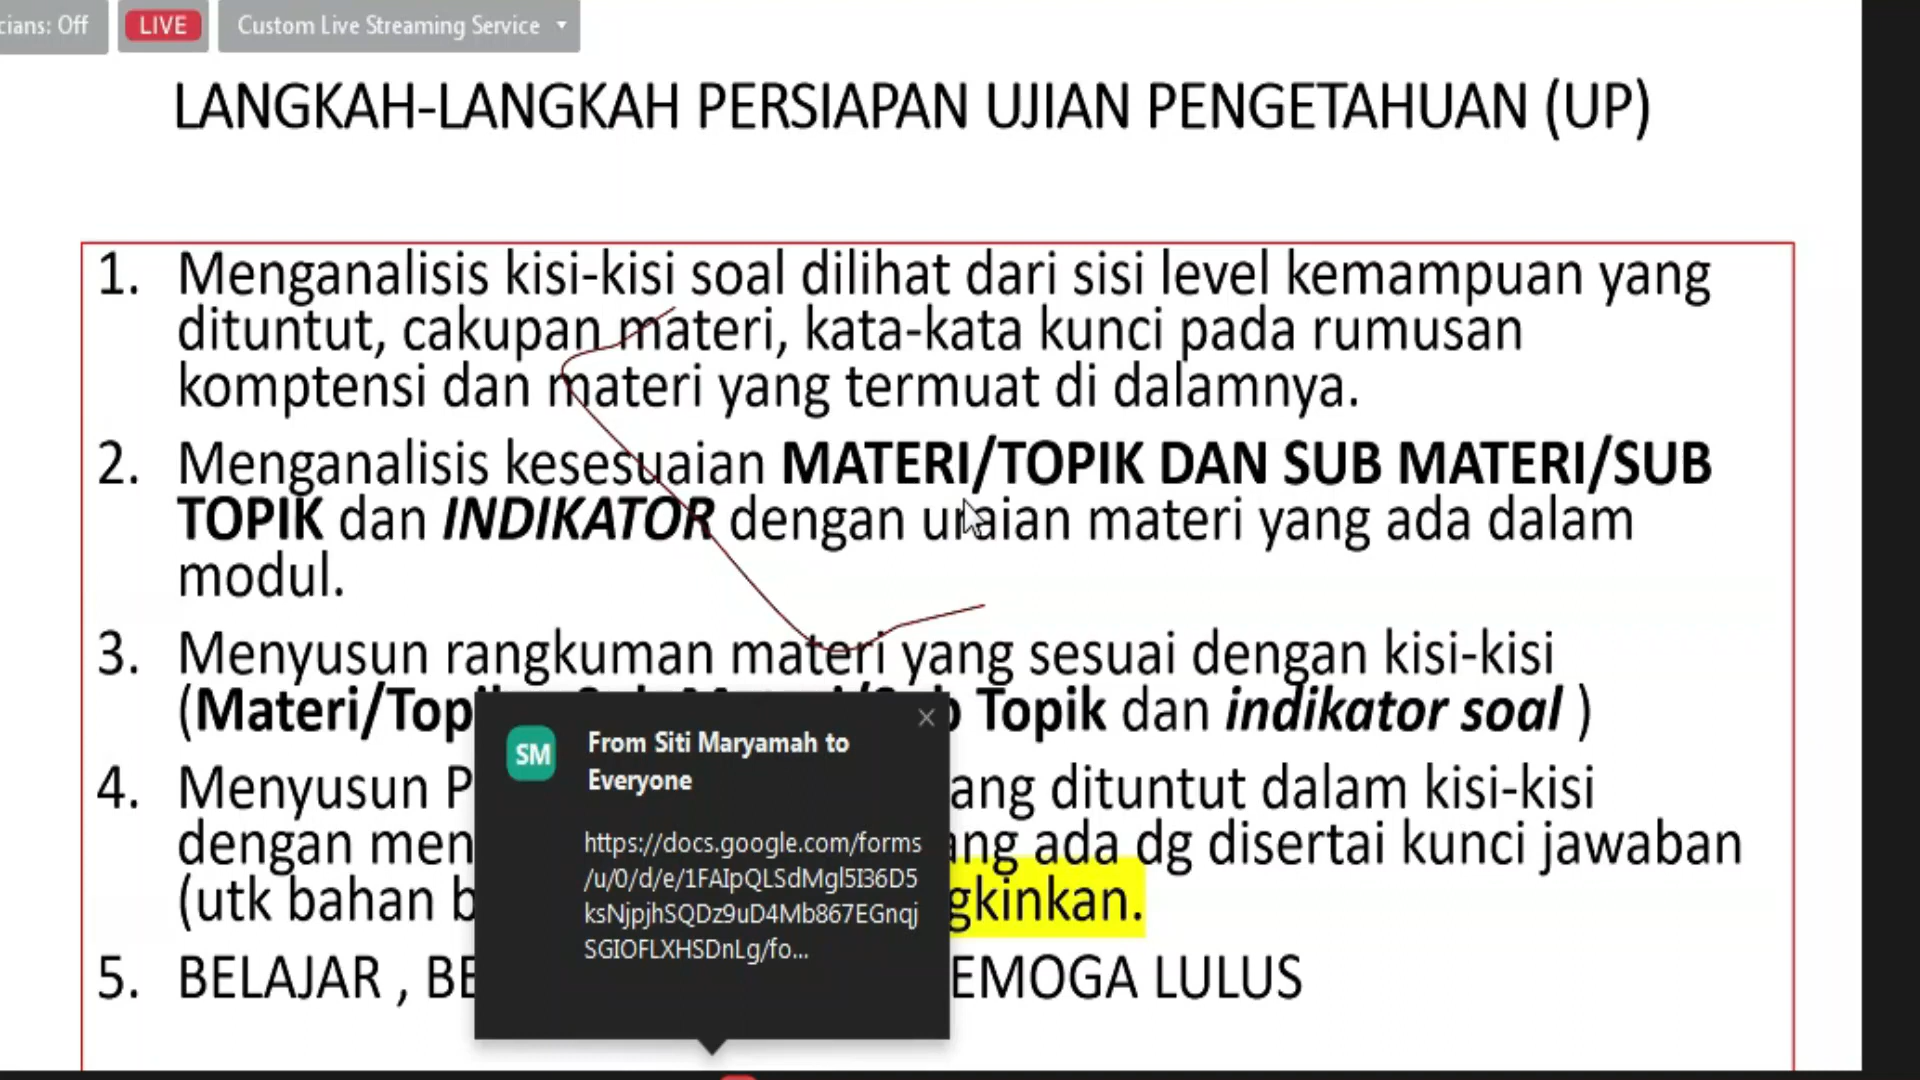 cians: Off
LIVE
Custom Live Streaming Service
LANGKAH-LANGKAH PERSIAPAN UJIAN PENGETAHUAN (UP)
1. Menganalisis kisi-kisi soal dilihat dari sisi level kemampuan yang
dituntut, cakupan materi, kata-kata kunci pada rumusan
komptensi dan materi yang termuat di dalamnya.
2. Menganalisis kesesuaian MATERI/TOPIK DAN SUB MATERI/SUB
TOPIK dan INDIKATOR dengan uraian materi yang ada dalam
modul.
3. Menyusun rangkuman materi yang sesuai dengan kisi-kisi
(Materi/Top Topik dan indikator soal )
4. Menyusun P ang dituntut dalam kisi-kisi
dengan men ang ada dg disertai kunci jawaban
(utk bahan b gkinkan.
5. BELAJAR , BE EMOGA LULUS
SM
From Siti Maryamah to
Everyone
https://docs.google.com/forms
/u/0/d/e/1FAIpQLSdMgl5I36D5
ksNjpjhSQDz9uD4Mb867EGnqj
SGIOFLXHSDnLg/fo...